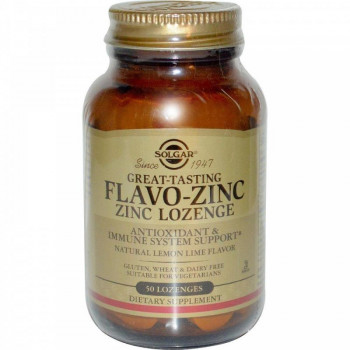 SOLGAR®
Since 1947
GREAT-TASTING
FLAVO-ZINC
ZINC LOZENGE
ANTIOXIDANT &
IMMUNE SYSTEM SUPPORT*
NATURAL LEMON LIME FLAVOR
GLUTEN, WHEAT & DAIRY FREE
SUITABLE FOR VEGETARIANS
50 LOZENGES
DIETARY SUPPLEMENT